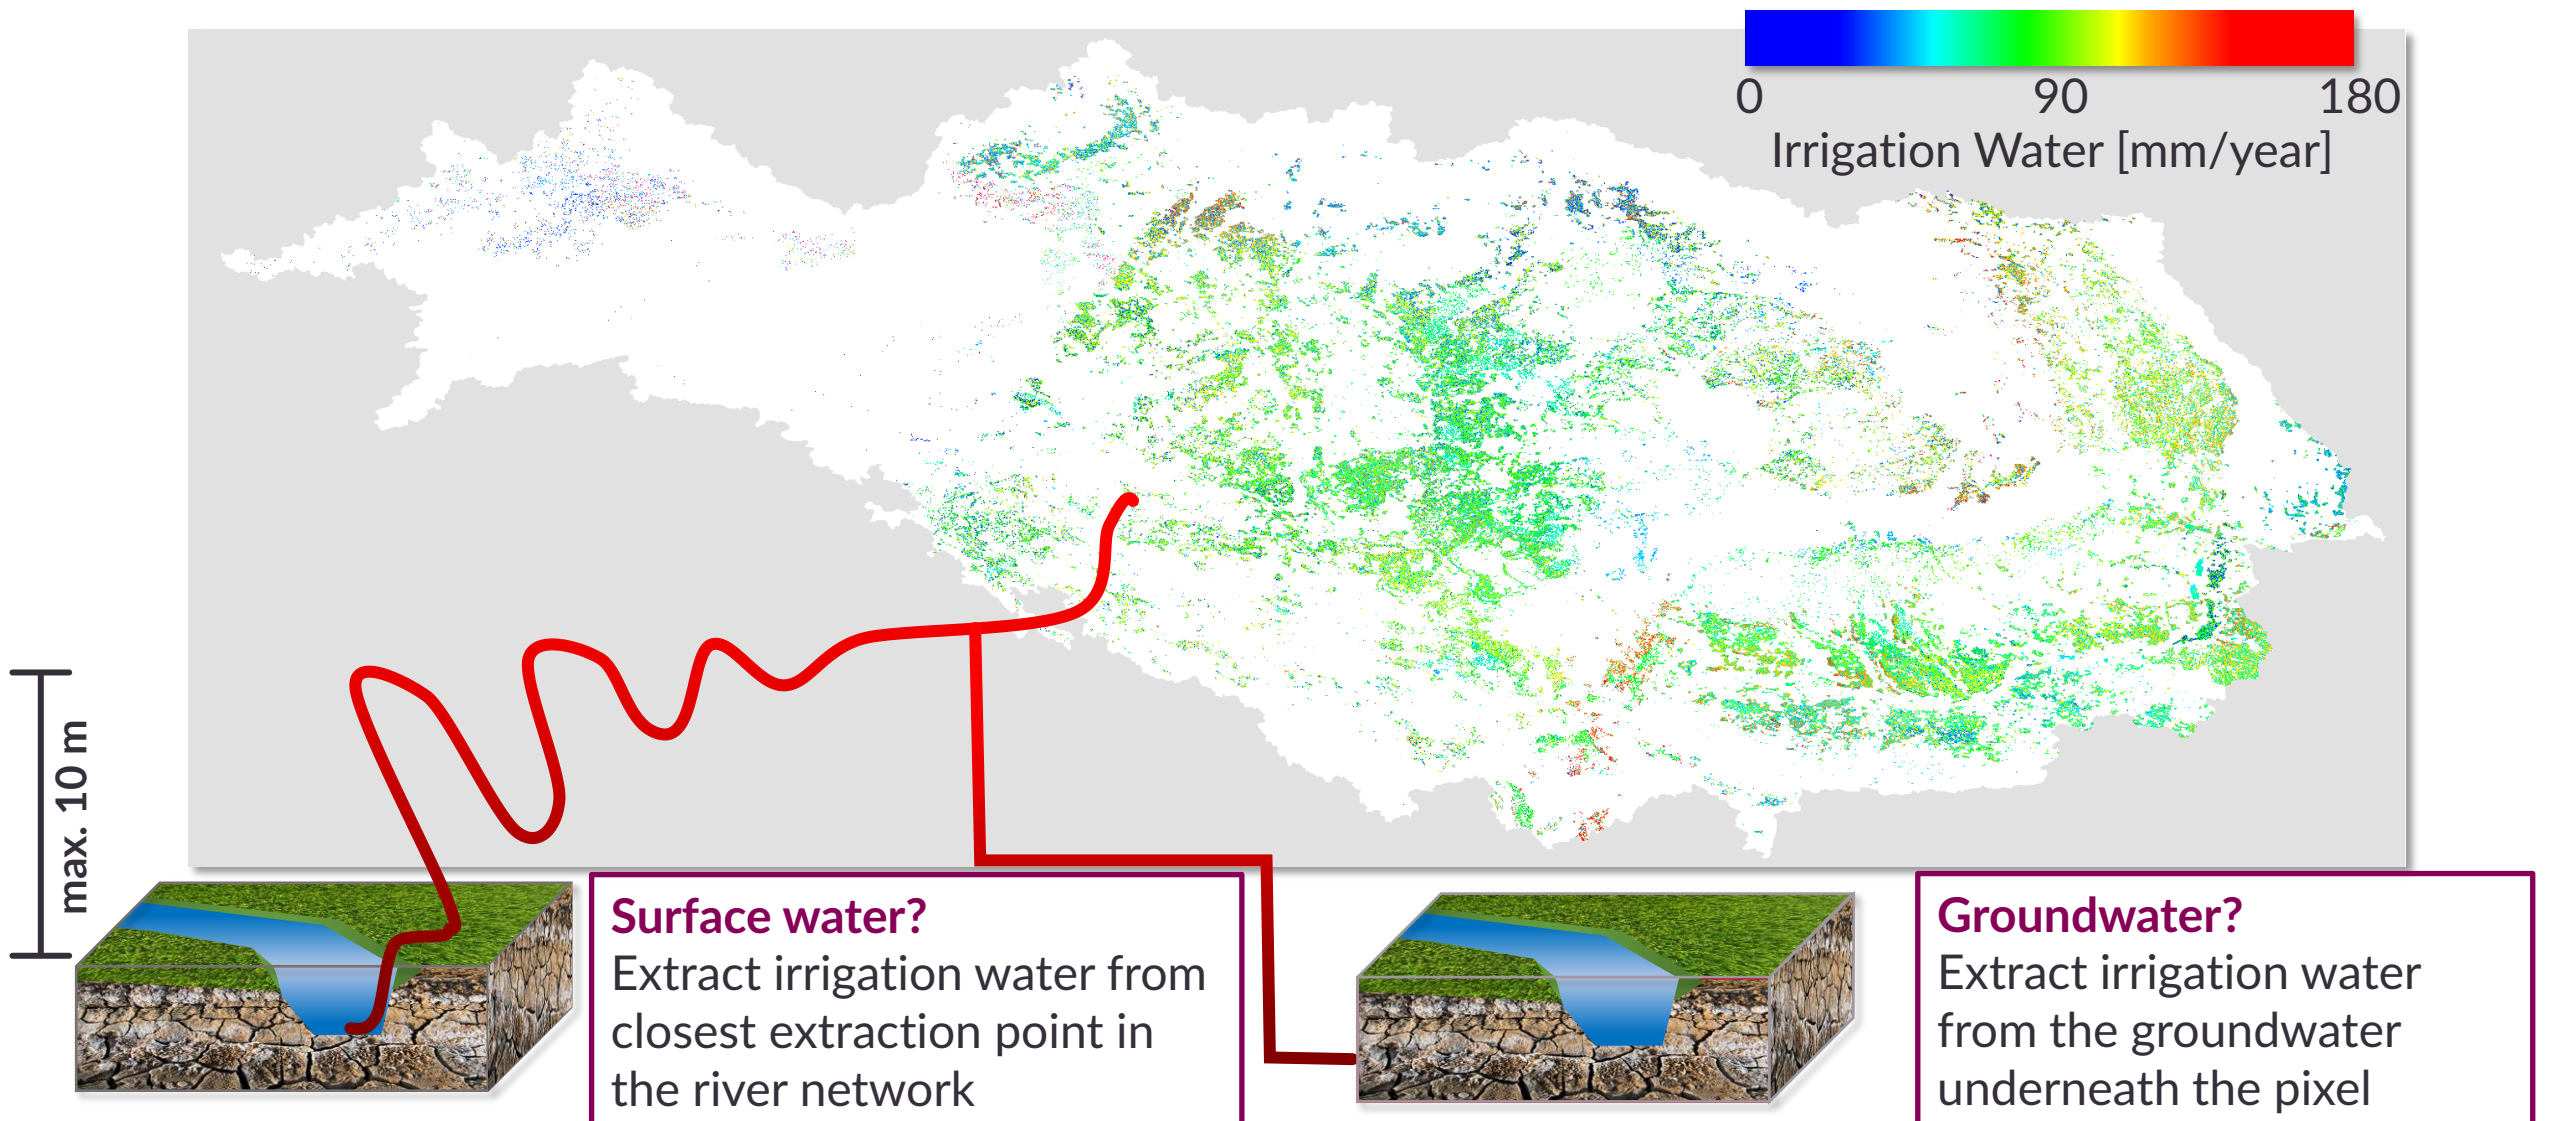 0 90 180
Irrigation Water [mm/year]
max. 10 m
Surface water?
Extract irrigation water from
closest extraction point in
the river network
Groundwater?
Extract irrigation water
from the groundwater
underneath the pixel